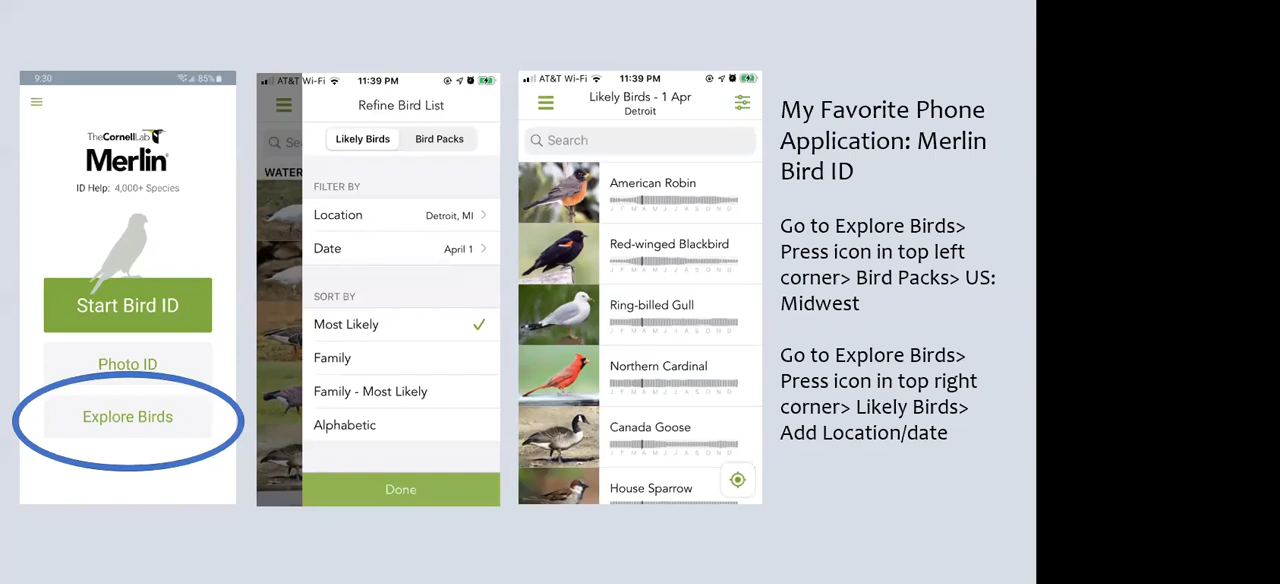 9:30
85%
TheCornellLab
Merlin
ID Help: 4,000+ Species
Start Bird ID
Photo ID
Explore Birds
AT&T Wi-Fi
11:39 PM
Refine Bird List
Sea
Likely Birds
Bird Packs
WATER
FILTER BY
Location
Detroit, MI
Date
April 1
SORT BY
Most Likely
Family
Family - Most Likely
Alphabetic
Done
AT&T Wi-Fi
11:39 PM
Likely Birds - 1 Apr
Detroit
Search
American Robin
J F M A M J J A S O N D
Red-winged Blackbird
J F M A M J J A S O N D
Ring-billed Gull
J F M A M J J A S O N D
Northern Cardinal
J F M A M J J A S O N D
Canada Goose
J F M A M J J A S O N D
House Sparrow
My Favorite Phone
Application: Merlin
Bird ID
Go to Explore Birds>
Press icon in top left
corner> Bird Packs> US:
Midwest
Go to Explore Birds>
Press icon in top right
corner> Likely Birds>
Add Location/date